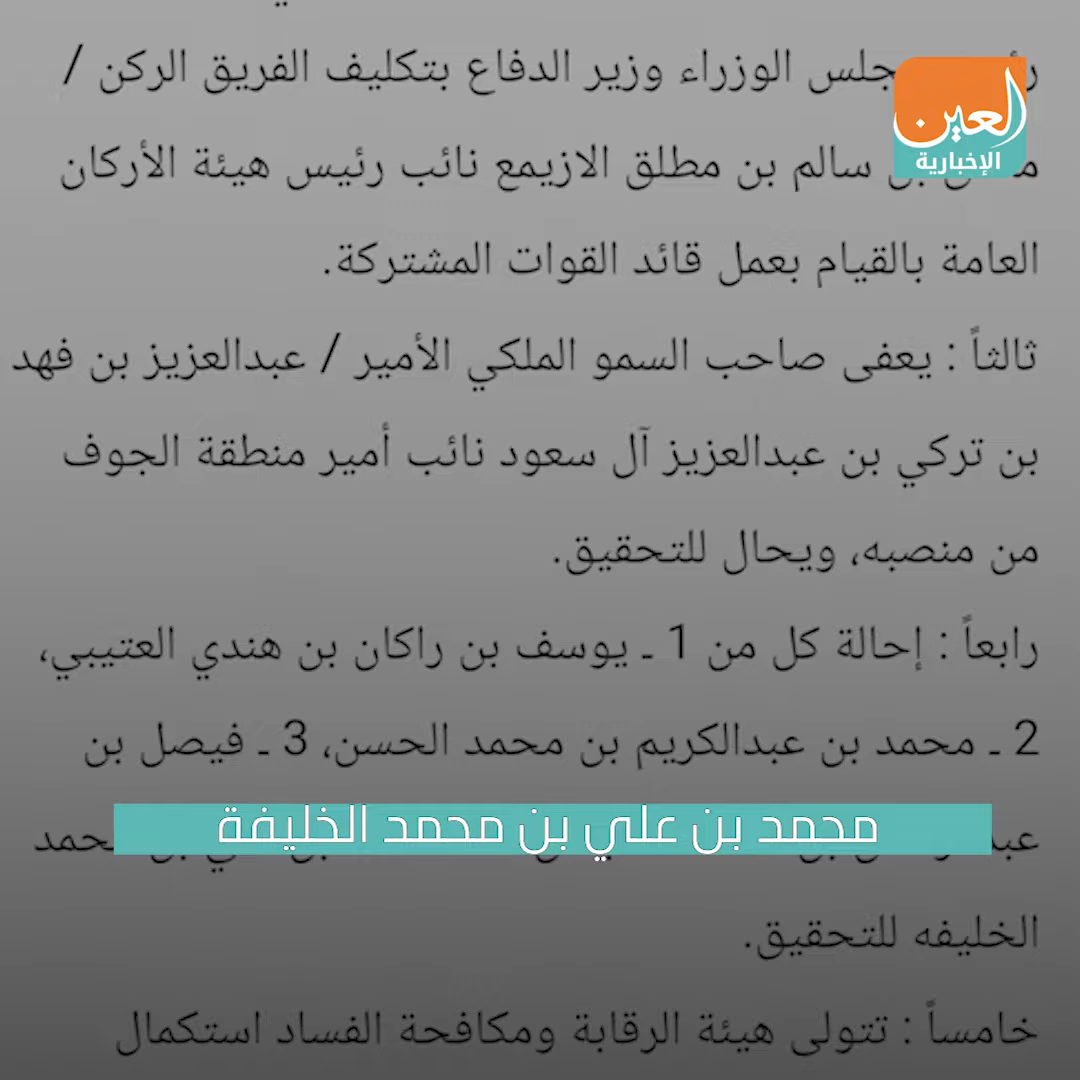 العين
الإخبارية
جلس الوزراء وزير الدفاع بتكليف الفريق الركن /
سالم بن مطلق الازيمع نائب رئيس هيئة الأركان
العامة بالقيام بعمل قائد القوات المشتركة.
ثالثاً : يعفى صاحب السمو الملكي الأمير / عبدالعزيز بن فهد
بن تركي بن عبدالعزيز آل سعود نائب أمير منطقة الجوف
من منصبه، ويحال للتحقيق.
رابعاً : إحالة كل من 1 ـ يوسف بن راكان بن هندي العتيبي،
2 ـ محمد بن عبدالكريم بن محمد الحسن، 3 ـ فيصل بن
محمد بن علي بن محمد الخليفة
الخليفه للتحقيق.
خامساً : تتولى هيئة الرقابة ومكافحة الفساد استكمال